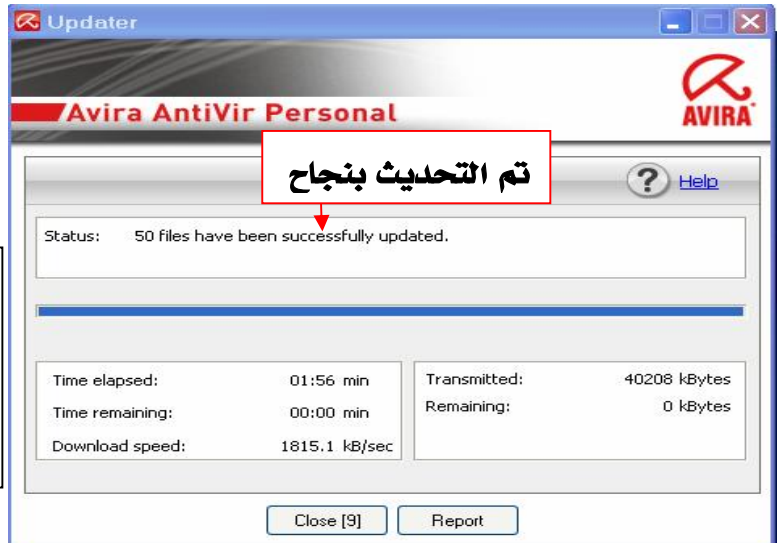 Updater
Avira AntiVir Personal
AVIRA
تم التحديث بنجاح
? Help
Status: 50 files have been successfully updated.
Time elapsed: 01:56 min
Time remaining: 00:00 min
Download speed: 1815.1 kB/sec
Transmitted: 40208 kBytes
Remaining: 0 kBytes
Close [9] Report